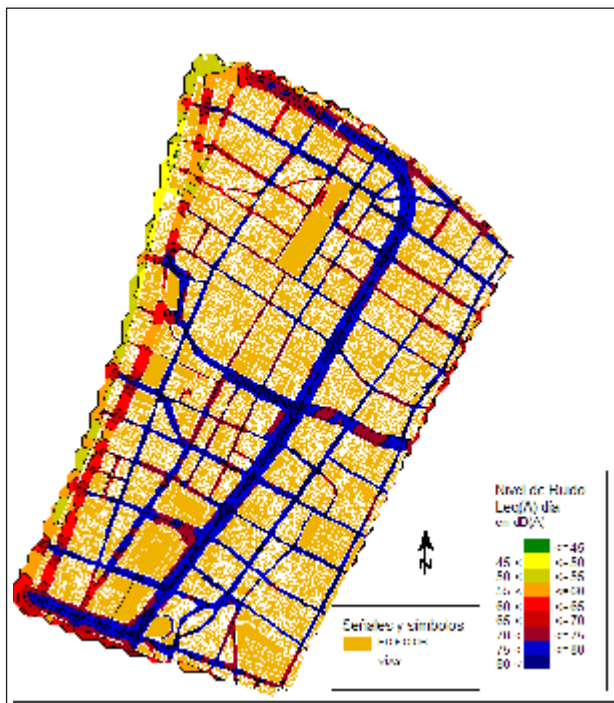 Nivel de Ruido
Leq(A) día
en dB(A)
<=45
45 < <=50
50 < <=55
55 < <=60
60 < <=65
65 < <=70
70 < <=75
75 < <=80
80 <
N
Señales y símbolos